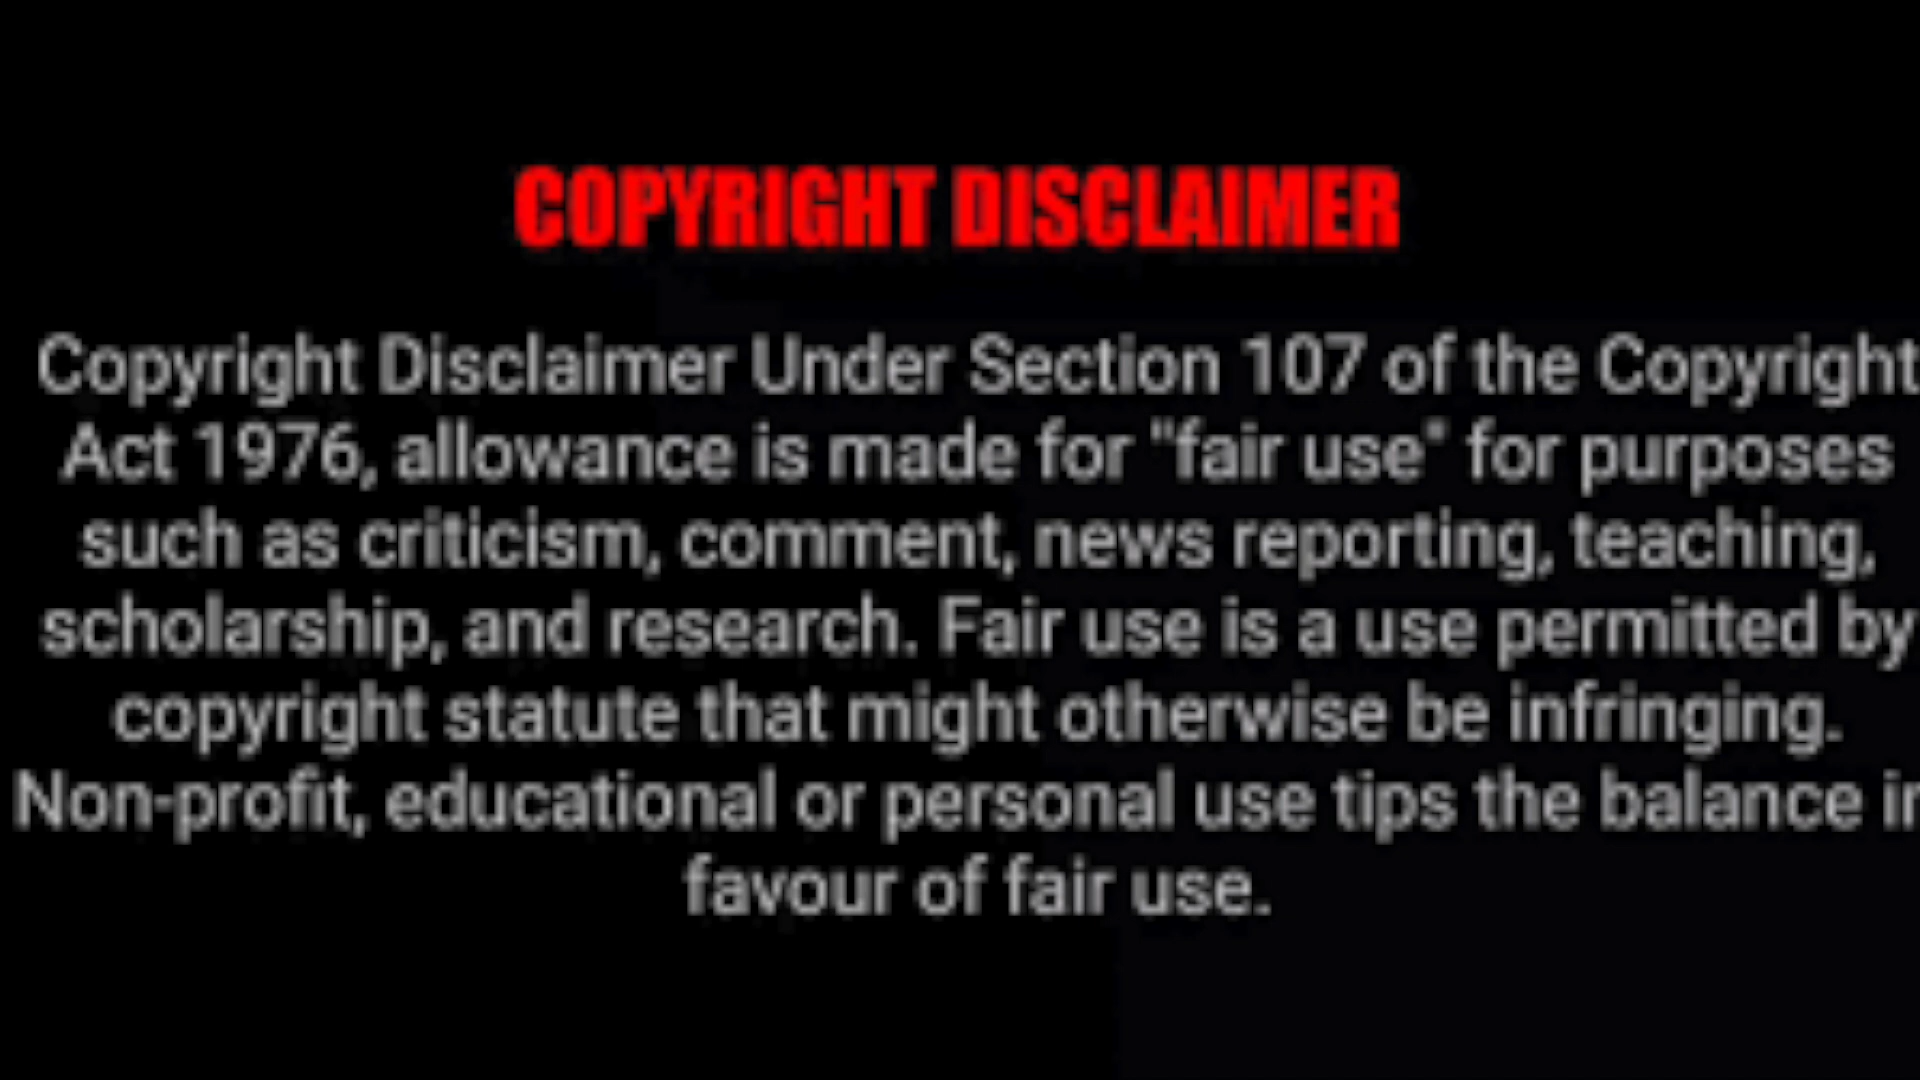 COPYRIGHT DISCLAIMER
Copyright Disclaimer Under Section 107 of the Copyright
Act 1976, allowance is made for "fair use" for purposes
such as criticism, comment, news reporting, teaching,
scholarship, and research. Fair use is a use permitted by
copyright statute that might otherwise be infringing.
Non-profit, educational or personal use tips the balance in
favour of fair use.